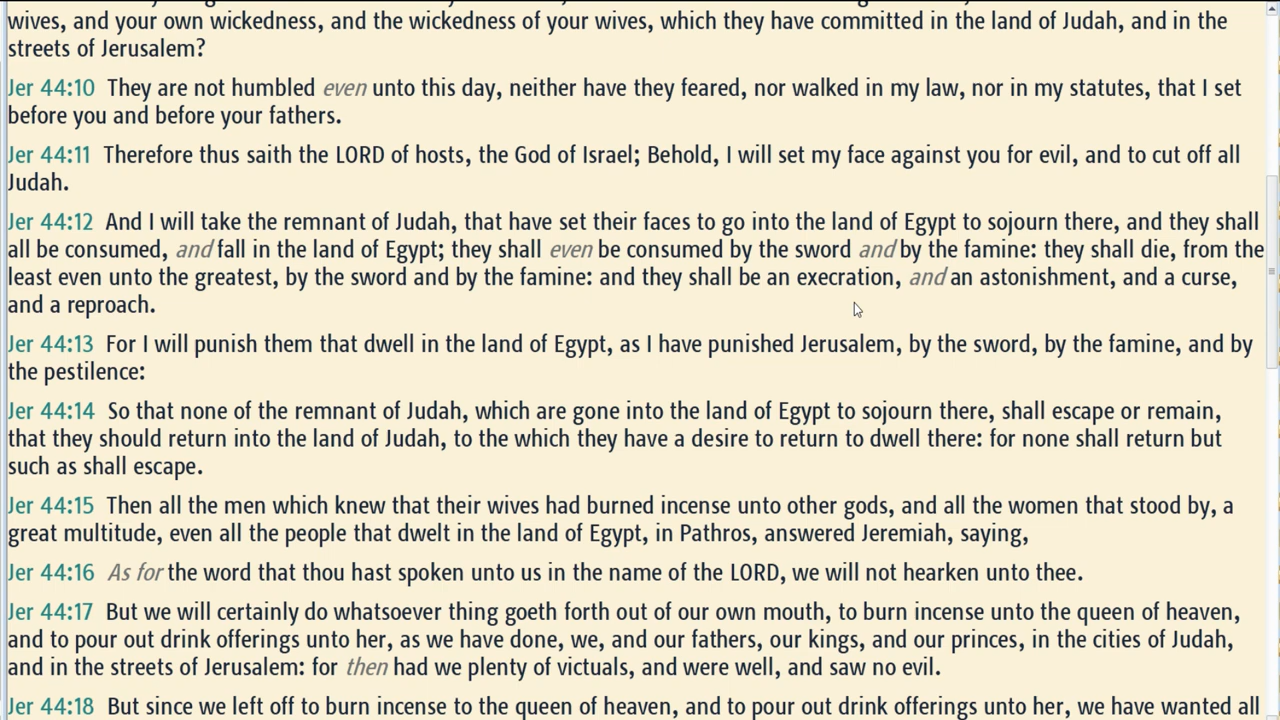 wives, and your own wickedness, and the wickedness of your wives, which they have committed in the land of Judah, and in the
streets of Jerusalem?
Jer 44:10 They are not humbled even unto this day, neither have they feared, nor walked in my law, nor in my statutes, that I set
before you and before your fathers.
Jer 44:11 Therefore thus saith the LORD of hosts, the God of Israel; Behold, I will set my face against you for evil, and to cut off all
Judah.
Jer 44:12 And I will take the remnant of Judah, that have set their faces to go into the land of Egypt to sojourn there, and they shall
all be consumed, and fall in the land of Egypt; they shall even be consumed by the sword and by the famine: they shall die, from the
least even unto the greatest, by the sword and by the famine: and they shall be an execration, and an astonishment, and a curse,
and a reproach.
Jer 44:13 For I will punish them that dwell in the land of Egypt, as I have punished Jerusalem, by the sword, by the famine, and by
the pestilence:
Jer 44:14 So that none of the remnant of Judah, which are gone into the land of Egypt to sojourn there, shall escape or remain,
that they should return into the land of Judah, to the which they have a desire to return to dwell there: for none shall return but
such as shall escape.
Jer 44:15 Then all the men which knew that their wives had burned incense unto other gods, and all the women that stood by, a
great multitude, even all the people that dwelt in the land of Egypt, in Pathros, answered Jeremiah, saying,
Jer 44:16 As for the word that thou hast spoken unto us in the name of the LORD, we will not hearken unto thee.
Jer 44:17 But we will certainly do whatsoever thing goeth forth out of our own mouth, to burn incense unto the queen of heaven,
and to pour out drink offerings unto her, as we have done, we, and our fathers, our kings, and our princes, in the cities of Judah,
and in the streets of Jerusalem: for then had we plenty of victuals, and were well, and saw no evil.
Jer 44:18 But since we left off to burn incense to the queen of heaven, and to pour out drink offerings unto her, we have wanted all